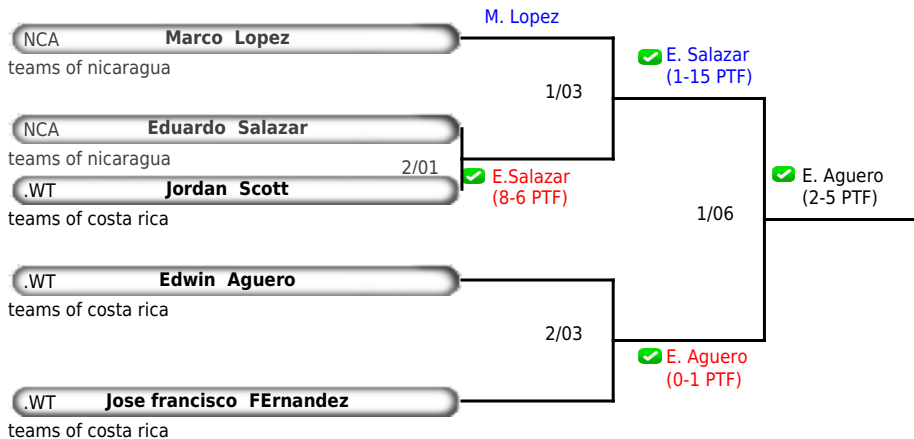 M. Lopez
NCA Marco Lopez
teams of nicaragua
E. Salazar
(1-15 PTF)
1/03
NCA Eduardo Salazar
teams of nicaragua
2/01
E.Salazar
(8-6 PTF)
.WT Jordan Scott
teams of costa rica
E. Aguero
(2-5 PTF)
1/06
.WT Edwin Aguero
teams of costa rica
2/03
E. Aguero
(0-1 PTF)
.WT Jose francisco FErnandez
teams of costa rica